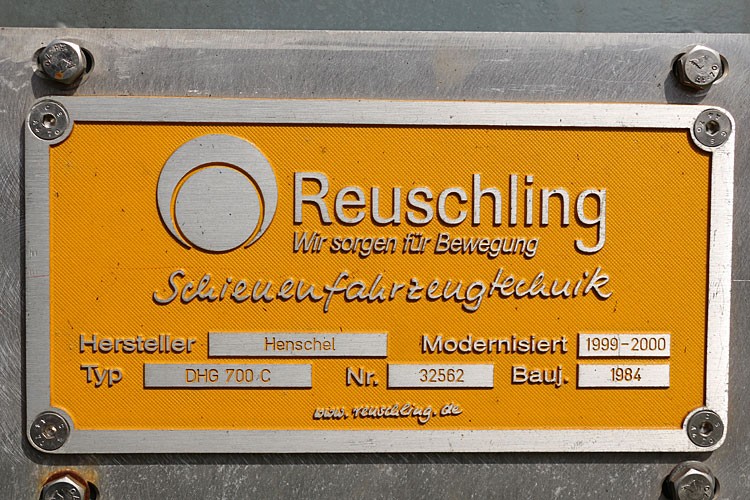 Reuschling
Wir sorgen für Bewegung
Schienenfahrzeugtechnik
Hersteller Henschel Modernisiert 1999-2000
Typ DHG 700 C Nr. 32562 Bauj. 1984
www.reuschling.de